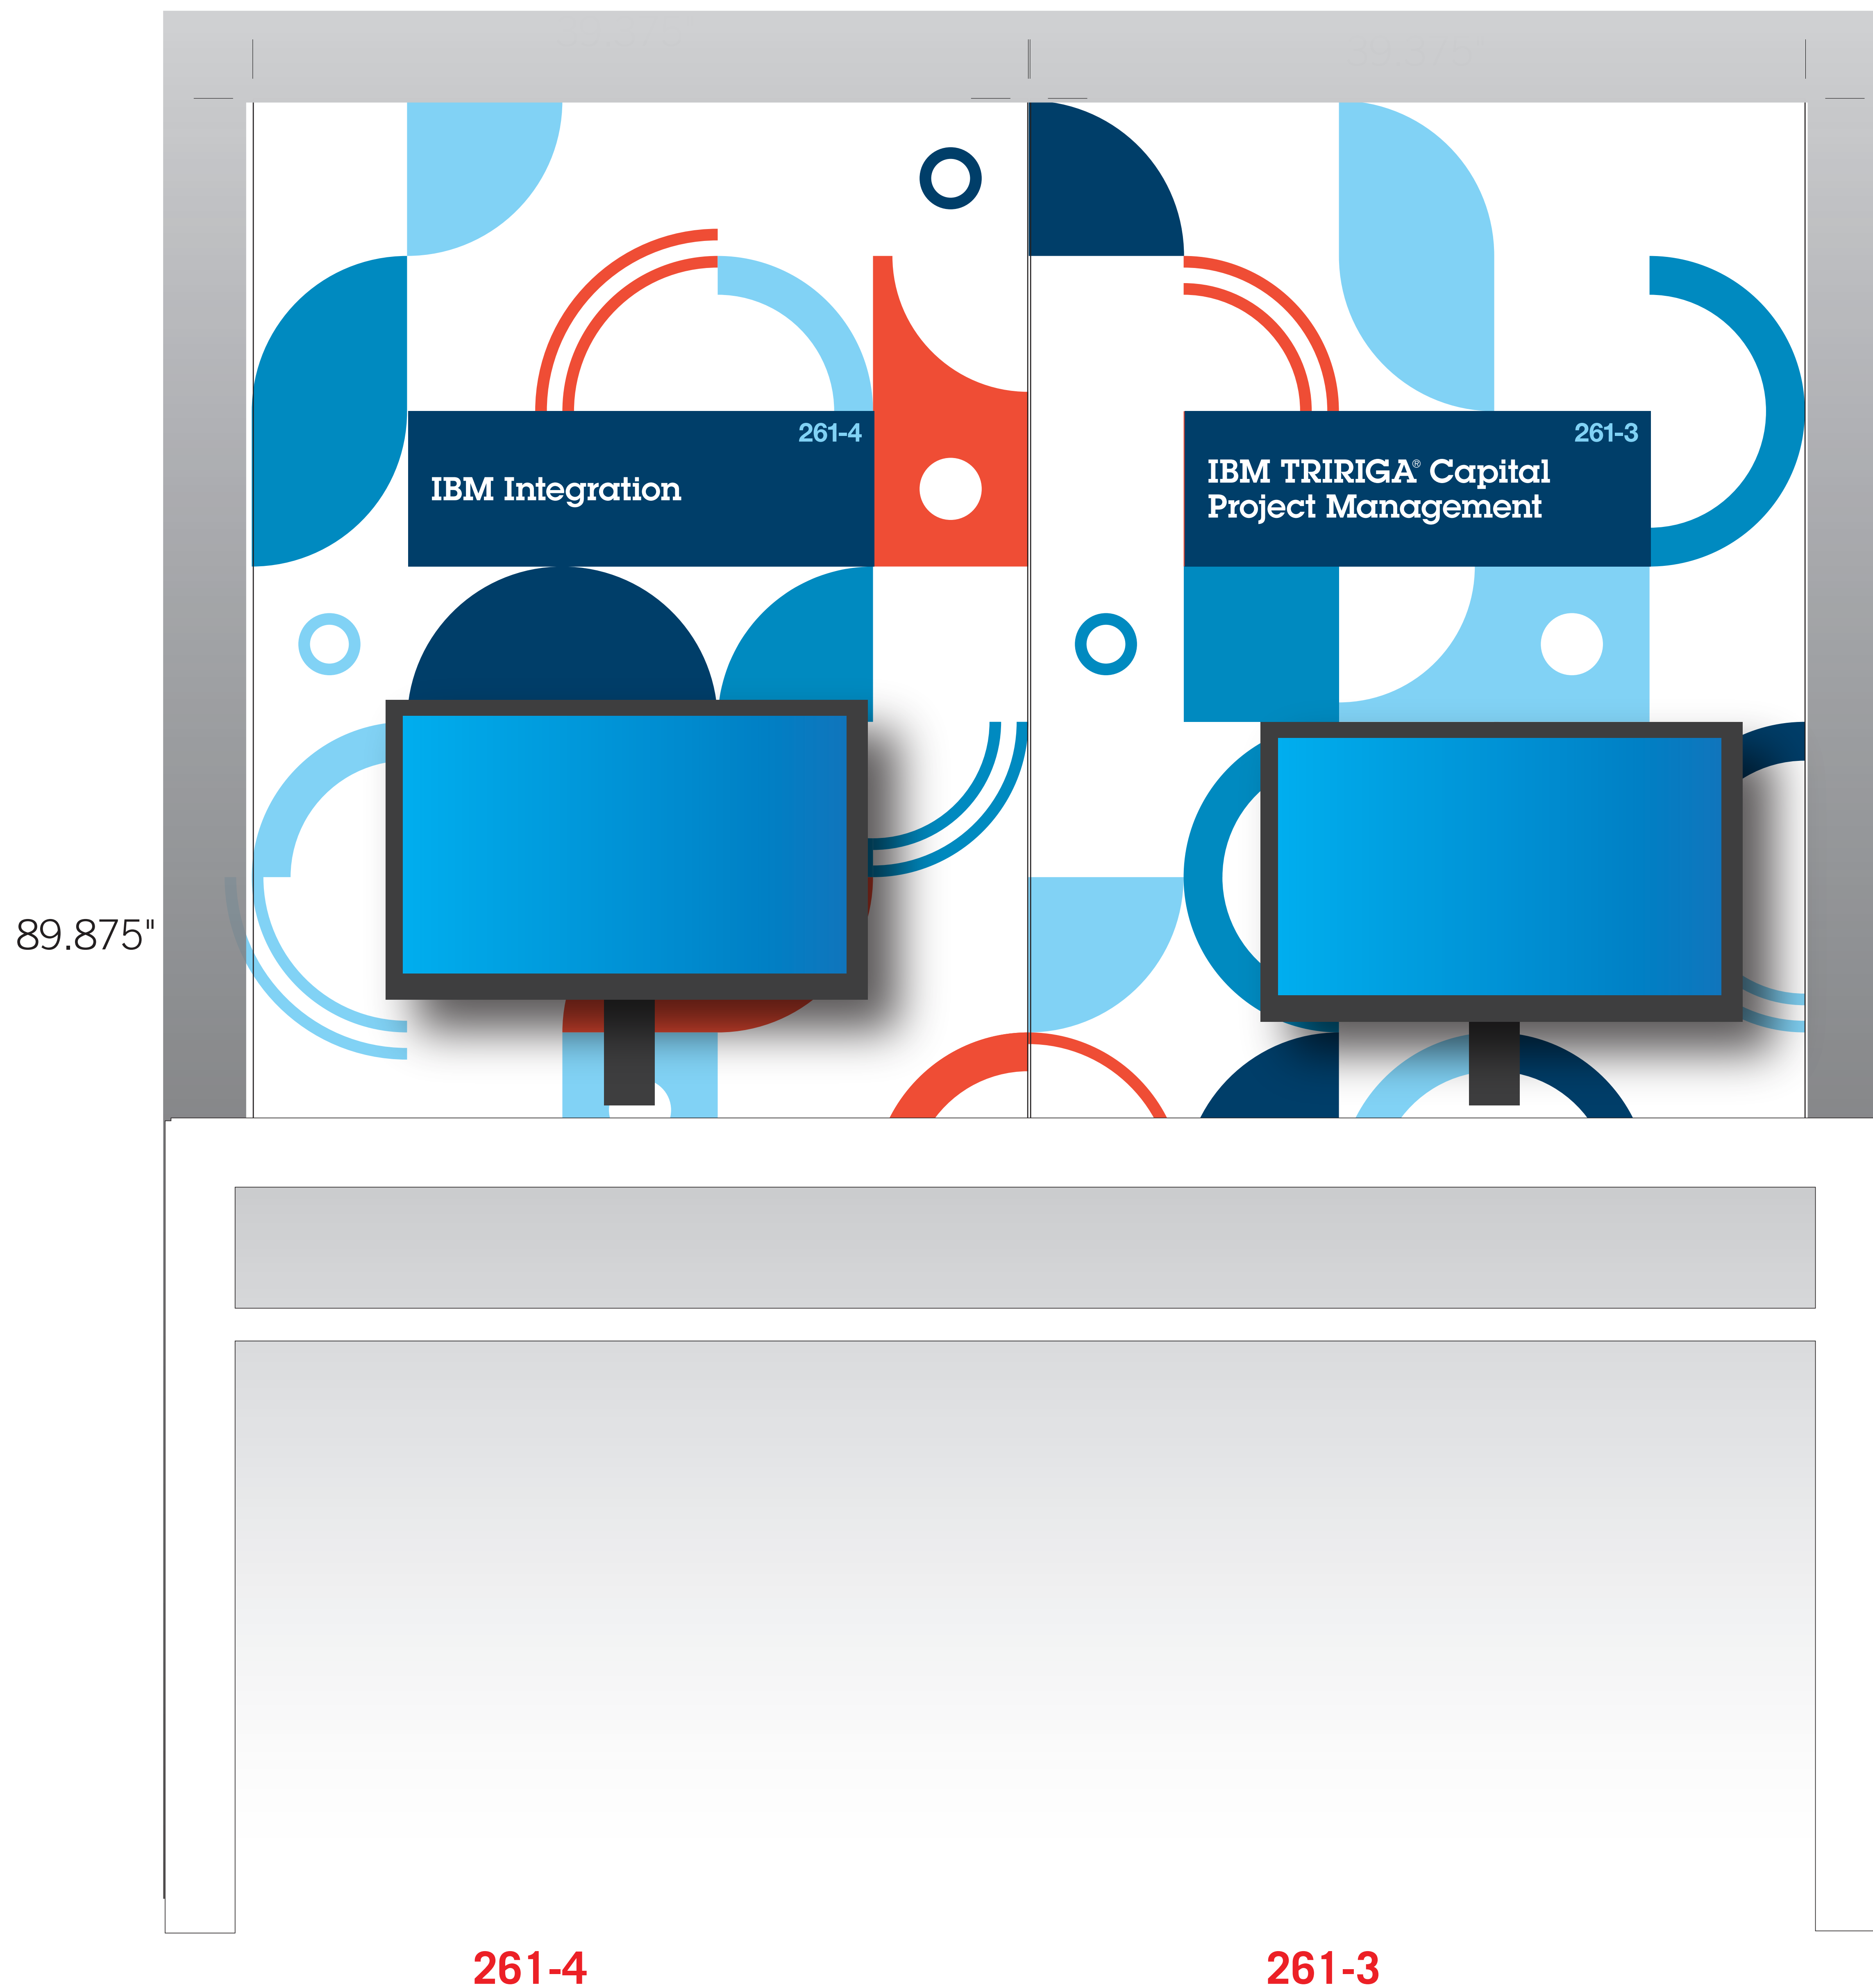 261-4
IBM Integration
261-3
IBM TRIRIGA® Capital
Project Management
89.875"
261-4
261-3